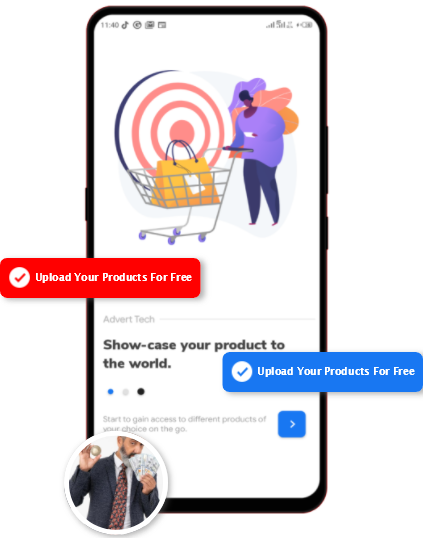 11:40
Upload Your Products For Free
Advert Tech
Show-case your product to
the world.
Upload Your Products For Free
Start to gain access to different products of
your choice on the go.